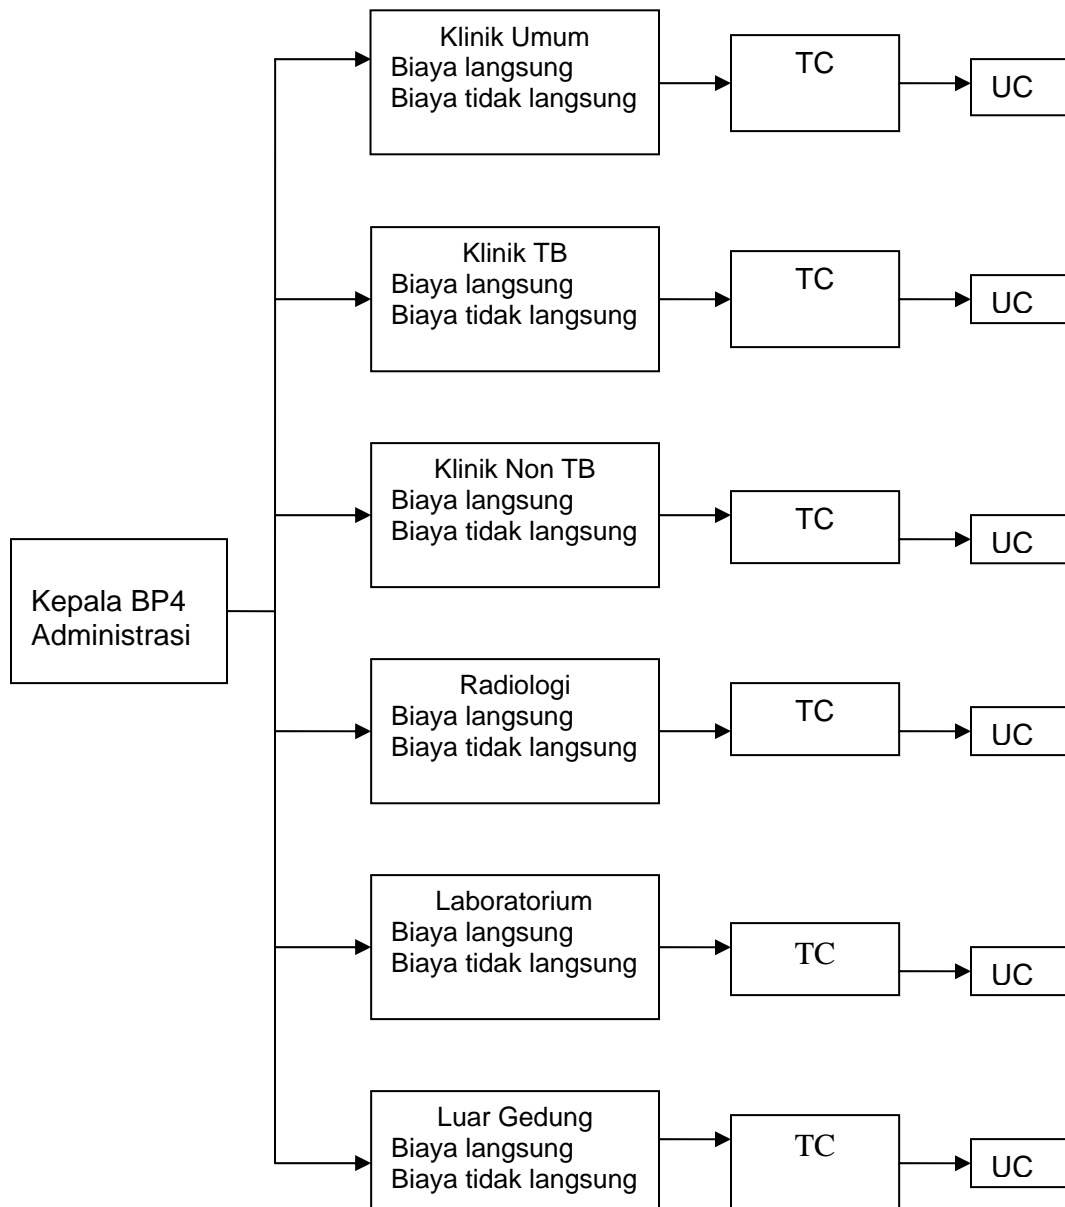 Klinik Umum
Biaya langsung
Biaya tidak langsung
TC
UC
Klinik TB
Biaya langsung
Biaya tidak langsung
TC
UC
Klinik Non TB
Biaya langsung
Biaya tidak langsung
TC
UC
Kepala BP4
Administrasi
Radiologi
Biaya langsung
Biaya tidak langsung
TC
UC
Laboratorium
Biaya langsung
Biaya tidak langsung
TC
UC
Luar Gedung
Biaya langsung
Biaya tidak langsung
TC
UC